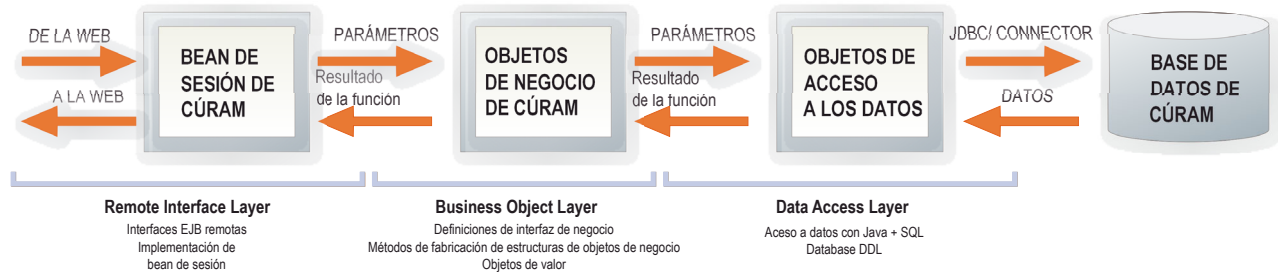 DE LA WEB
A LA WEB
BEAN DE
SESIÓN DE
CÚRAM
PARÁMETROS
Resultado
de la función
OBJETOS
DE NEGOCIO
DE CÚRAM
PARÁMETROS
Resultado
de la función
OBJETOS DE
ACCESO
A LOS DATOS
JDBC/ CONNECTOR
DATOS
BASE DE
DATOS DE
CÚRAM
Remote Interface Layer
Interfaces EJB remotas
Implementación de
bean de sesión
Business Object Layer
Definiciones de interfaz de negocio
Métodos de fabricación de estructuras de objetos de negocio
Objetos de valor
Data Access Layer
Aceso a datos con Java + SQL
Database DDL